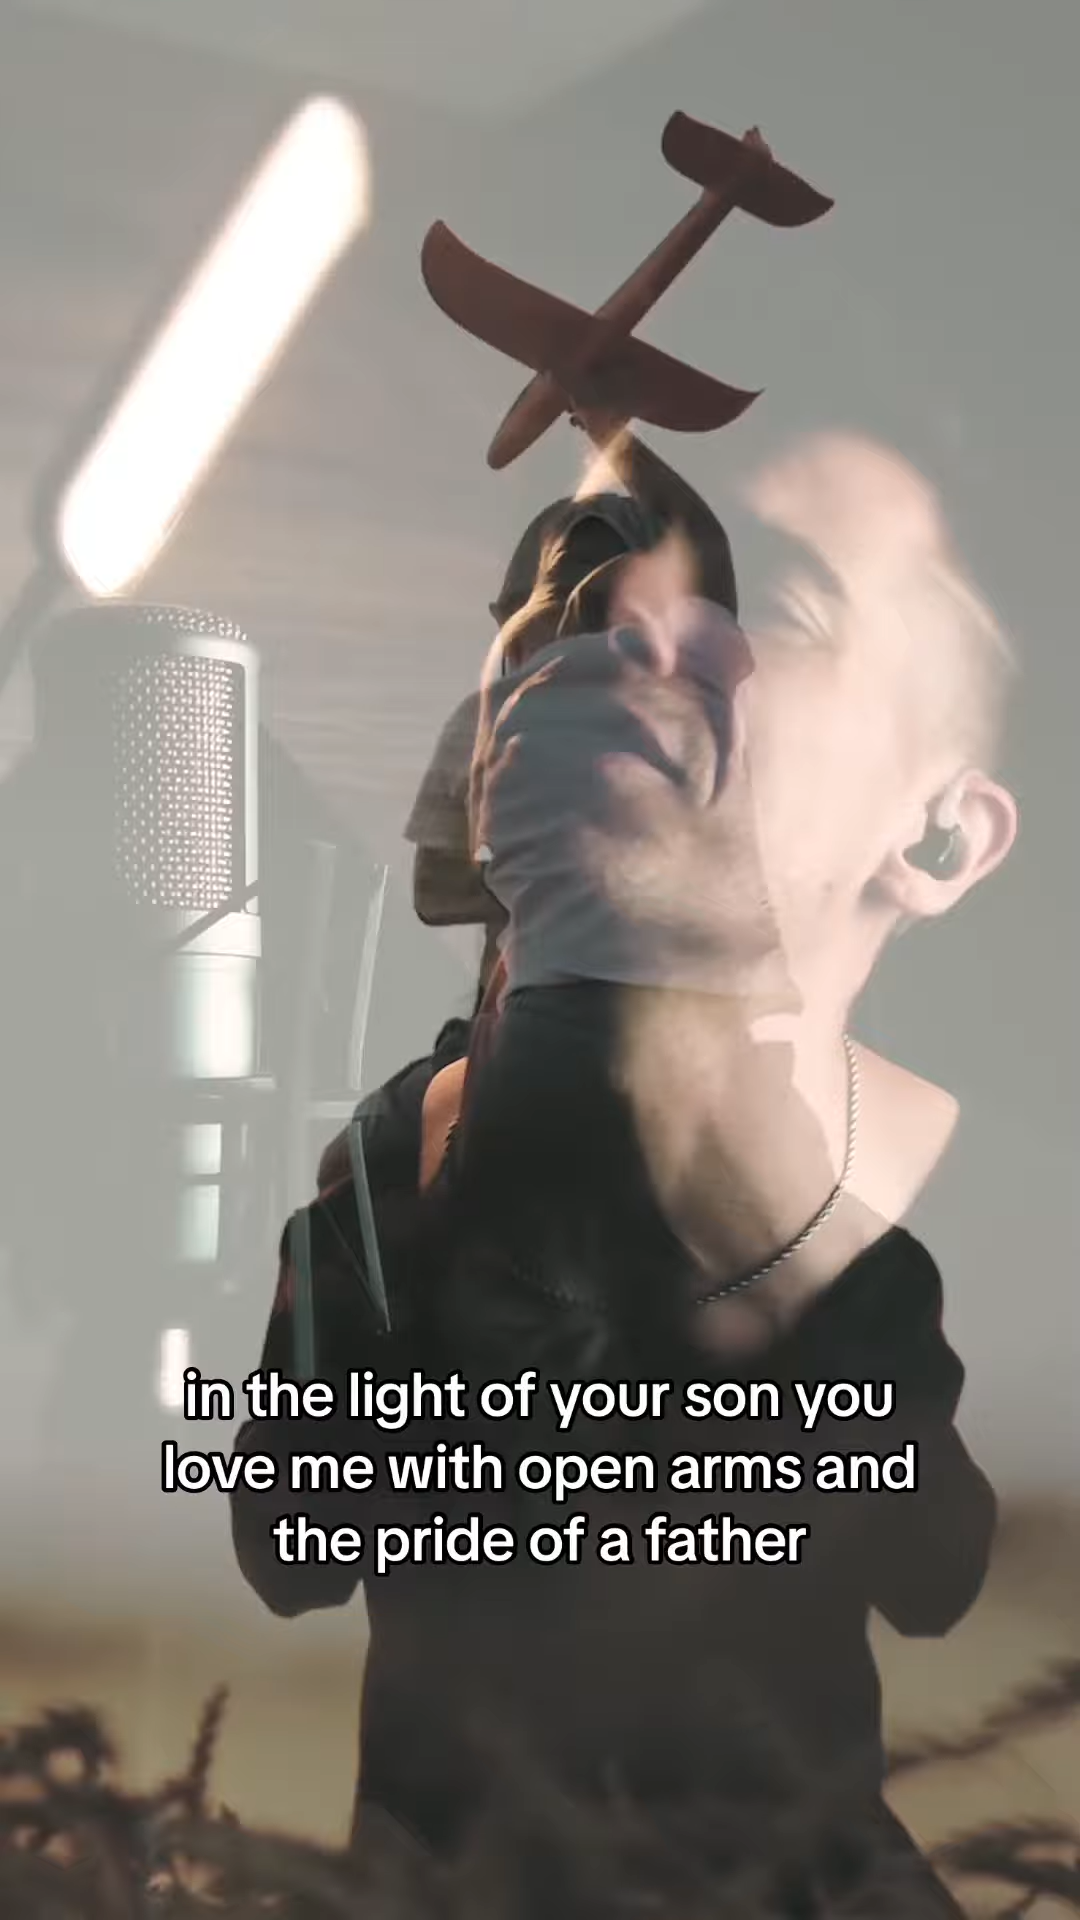 in the light of your son you
love me with open arms and
the pride of a father